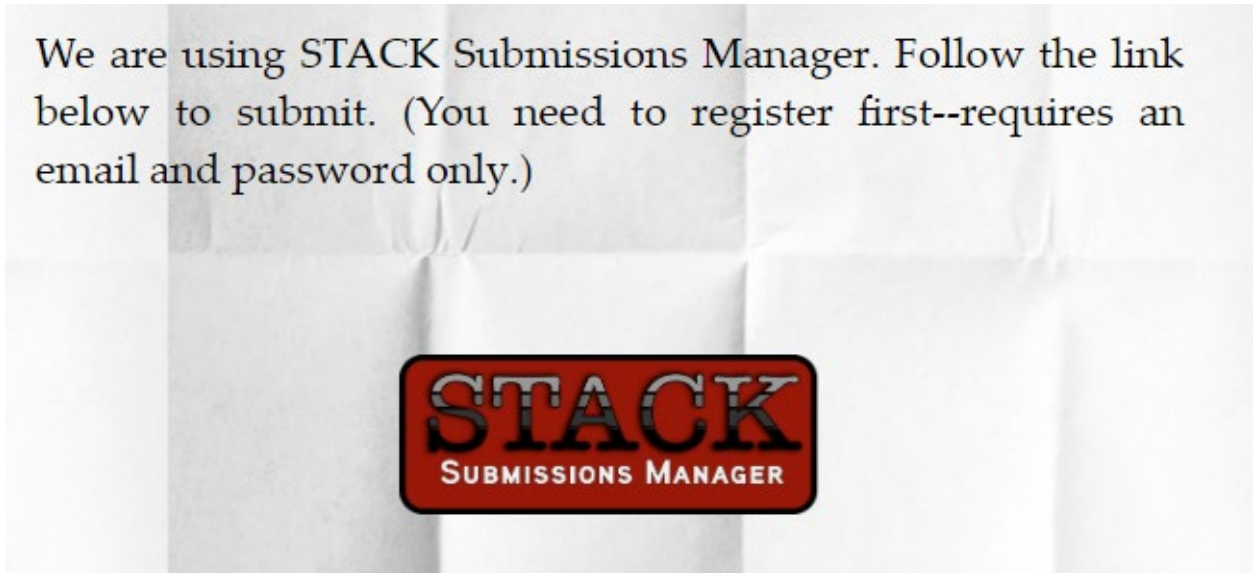 We are using STACK Submissions Manager. Follow the link
below to submit. (You need to register first--requires an
email and password only.)
STACK
SUBMISSIONS MANAGER